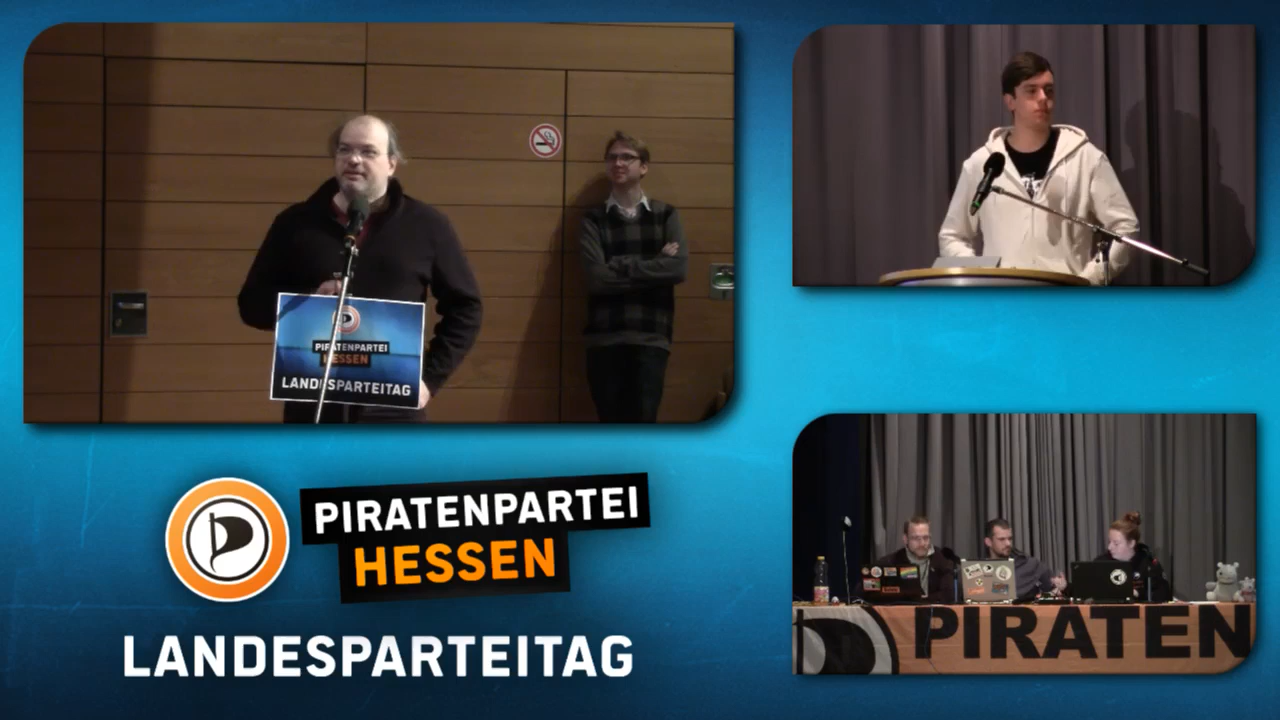 PIRATENPARTEI
HESSEN
LANDESPARTEITAG
PIRATENPARTEI
HESSEN
LANDESPARTEITAG
PIRATEN